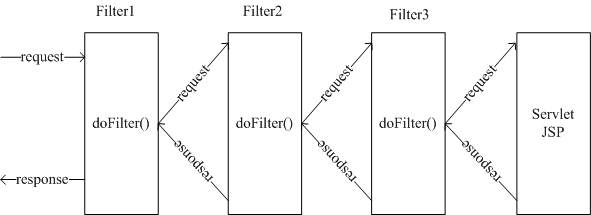 Filter1
Filter2
Filter3
request
request
request
request
doFilter()
doFilter()
doFilter()
Servlet
JSP
response
response
response
response